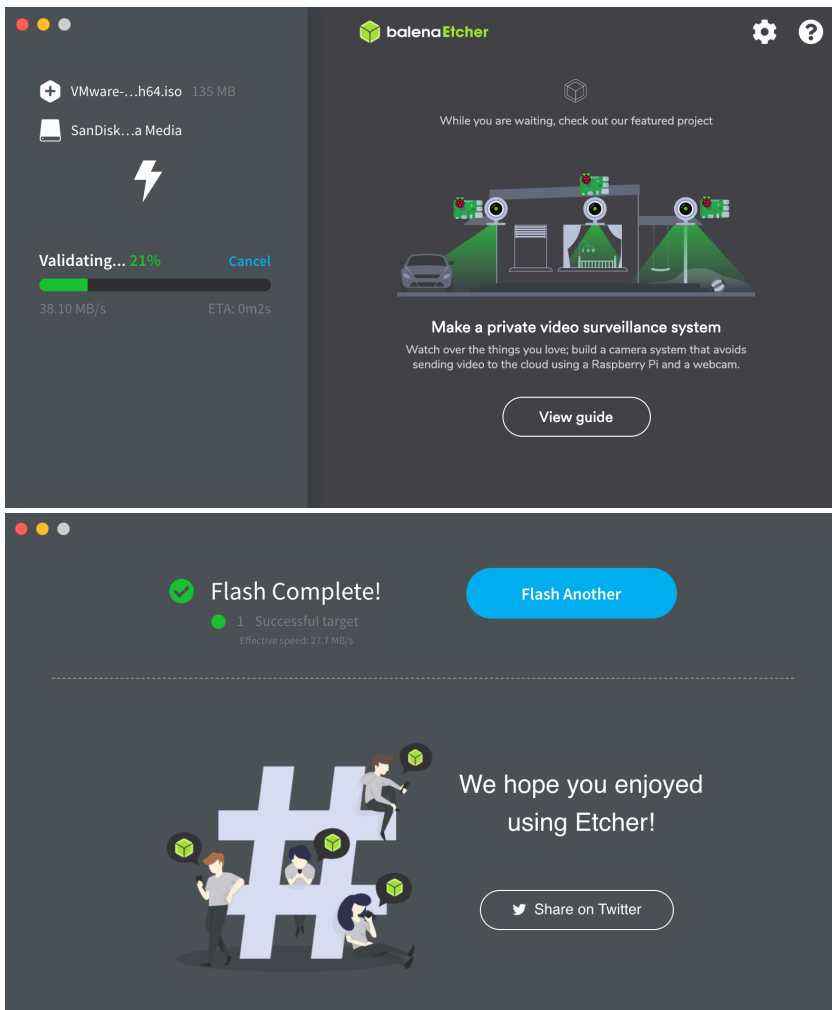 balenaEtcher
VMware-...h64.iso 135 MB
SanDisk...a Media
Validating... 21% Cancel
38.10 MB/s ETA: 0m2s
While you are waiting, check out our featured project
Make a private video surveillance system
Watch over the things you love; build a camera system that avoids
sending video to the cloud using a Raspberry Pi and a webcam.
View guide
Flash Complete!
1 Successful target
Effective speed: 27.7 MB/s
Flash Another
We hope you enjoyed
using Etcher!
Share on Twitter